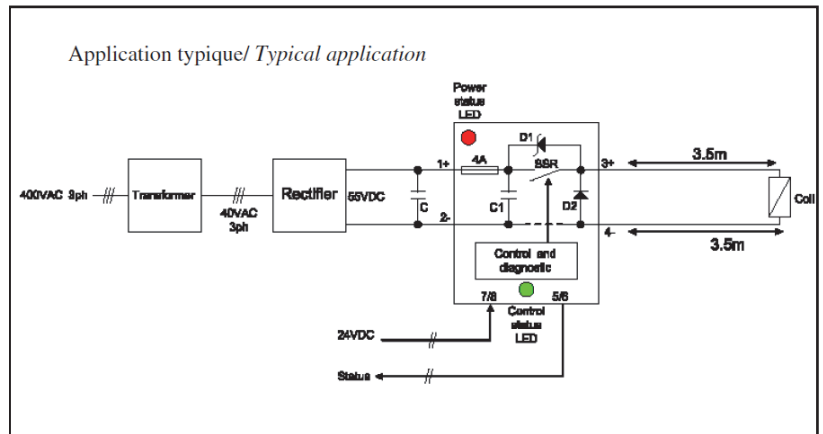 Application typique/ Typical application
Power
status
LED
D1
1+
4A
SSR
3+
3.5m
400VAC 3ph
Transformer
40VAC
3ph
Rectifier
55VDC
C
C1
D2
Coil
2-
4-
3.5m
Control and
diagnostic
7/8
5/6
Control
status
LED
24VDC
Status